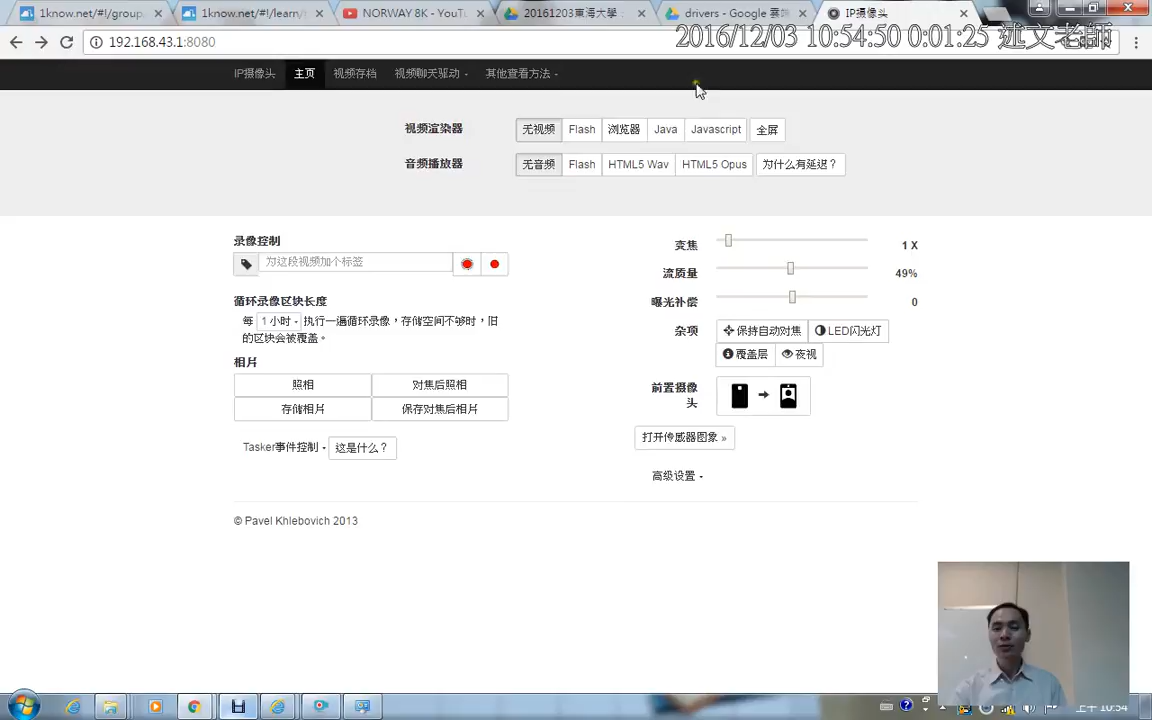 1know.net/#!/group/
1know.net/#!/learn/
NORWAY 8K - YouTu
20161203東海大學
drivers - Google 雲端
IP摄像头
192.168.43.1:8080
2016/12/03 10:54:50 0:01:25 述文老師
IP摄像头 主页 视频存档 视频聊天驱动 其他查看方法
视频渲染器 无视频 Flash 浏览器 Java Javascript 全屏
音频播放器 无音频 Flash HTML5 Wav HTML5 Opus 为什么有延迟？
录像控制
为这段视频加个标签
循环录像区块长度
每 1 小时 执行一遍循环录像，存储空间不够时，旧
的区块会被覆盖。
相片
照相 对焦后照相
存储相片 保存对焦后相片
Tasker事件控制 这是什么？
变焦 1 X
流质量 49%
曝光补偿 0
杂项 保持自动对焦 LED闪光灯
覆盖层 夜视
前置摄像
头
打开传感器图象 »
高级设置
© Pavel Khlebovich 2013
上午 10:54